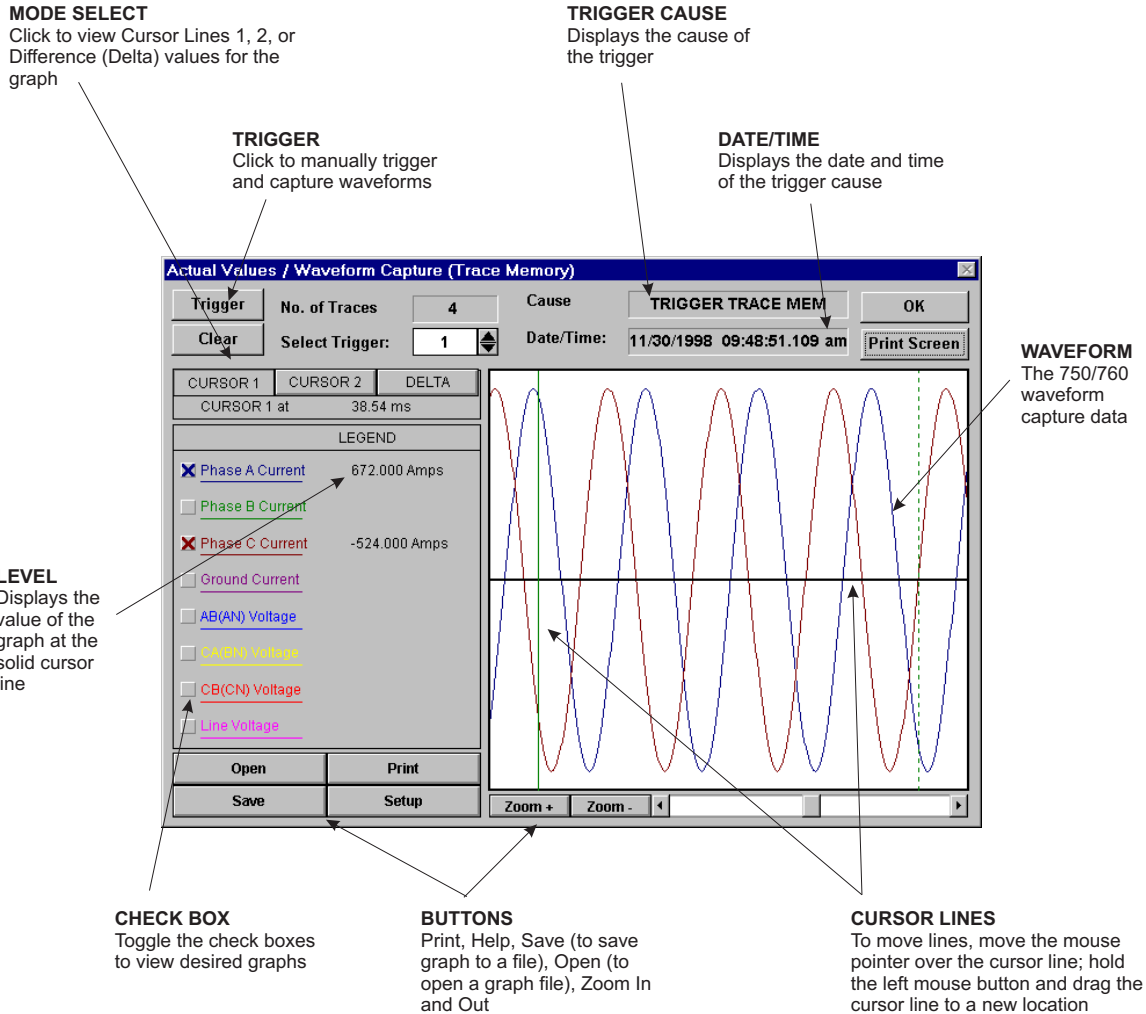 MODE SELECT
Click to view Cursor Lines 1, 2, or
Difference (Delta) values for the
graph
TRIGGER CAUSE
Displays the cause of
the trigger
TRIGGER
Click to manually trigger
and capture waveforms
DATE/TIME
Displays the date and time
of the trigger cause
Actual Values / Waveform Capture (Trace Memory)
Trigger
No. of Traces
4
Cause
TRIGGER TRACE MEM
OK
Clear
Select Trigger:
1
Date/Time:
11/30/1998 09:48:51.109 am
Print Screen
CURSOR 1
CURSOR 2
DELTA
CURSOR 1 at 38.54 ms
LEGEND
Phase A Current 672.000 Amps
Phase B Current
Phase C Current -524.000 Amps
Ground Current
AB(AN) Voltage
CA(BN) Voltage
CB(CN) Voltage
Line Voltage
Open
Print
Save
Setup
Zoom +
Zoom -
WAVEFORM
The 750/760
waveform
capture data
LEVEL
Displays the
value of the
graph at the
solid cursor
line
CHECK BOX
Toggle the check boxes
to view desired graphs
BUTTONS
Print, Help, Save (to save
graph to a file), Open (to
open a graph file), Zoom In
and Out
CURSOR LINES
To move lines, move the mouse
pointer over the cursor line; hold
the left mouse button and drag the
cursor line to a new location